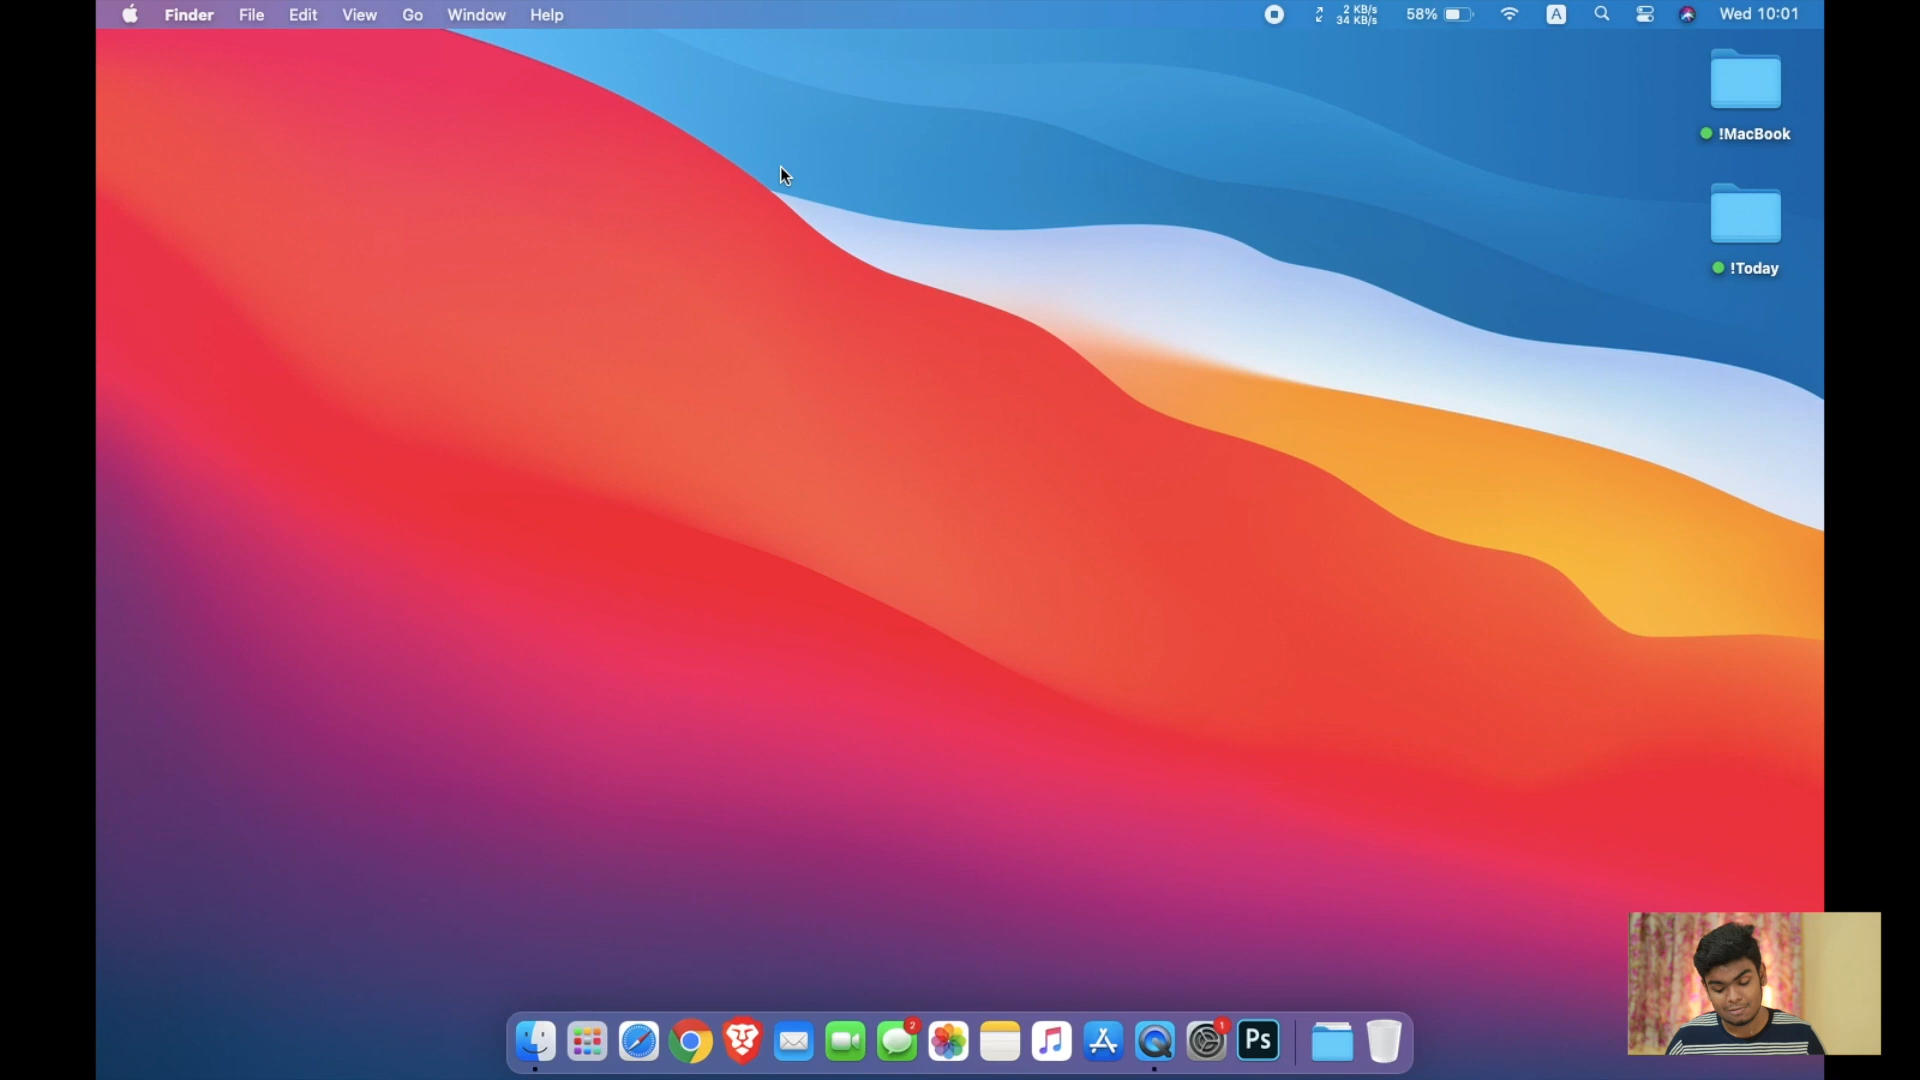 Finder File Edit View Go Window Help 2 KB/s 58% A Wed 10:01
34 KB/s
!MacBook
!Today
2
1
Ps